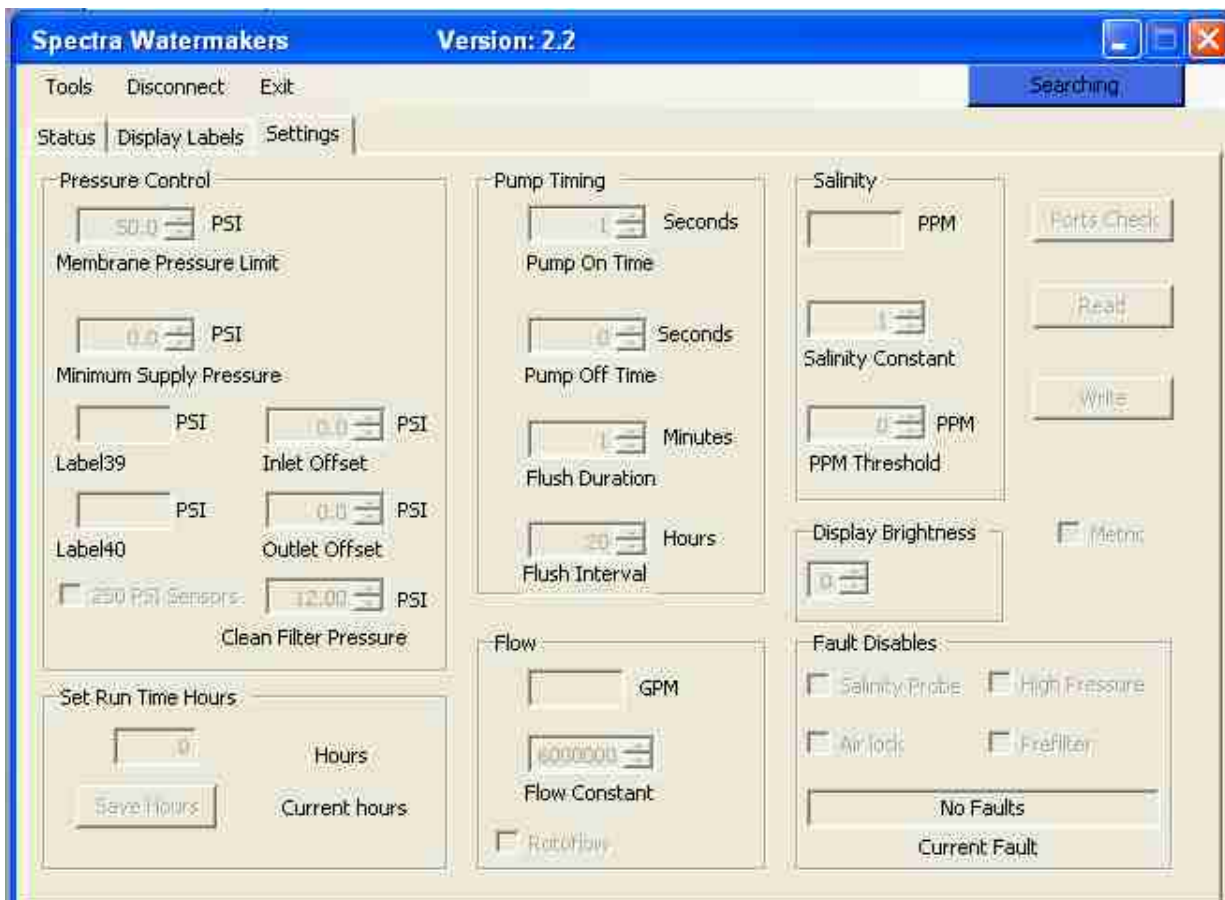 Spectra Watermakers Version: 2.2
Tools Disconnect Exit
Searching
Status Display Labels Settings
Pressure Control
50.0 PSI
Membrane Pressure Limit
0.0 PSI
Minimum Supply Pressure
PSI
Label39
0.0 PSI
Inlet Offset
PSI
Label40
0.0 PSI
Outlet Offset
250 PSI Sensors
12.00 PSI
Clean Filter Pressure
Set Run Time Hours
0
Hours
Save Hours
Current hours
Pump Timing
1 Seconds
Pump On Time
0 Seconds
Pump Off Time
1 Minutes
Flush Duration
20 Hours
Flush Interval
Flow
GPM
6000000
Flow Constant
Rotoflow
Salinity
PPM
1
Salinity Constant
0 PPM
PPM Threshold
Display Brightness
0
Ports Check
Read
Write
Metric
Fault Disables
Salinity Probe
High Pressure
Air lock
Prefilter
No Faults
Current Fault